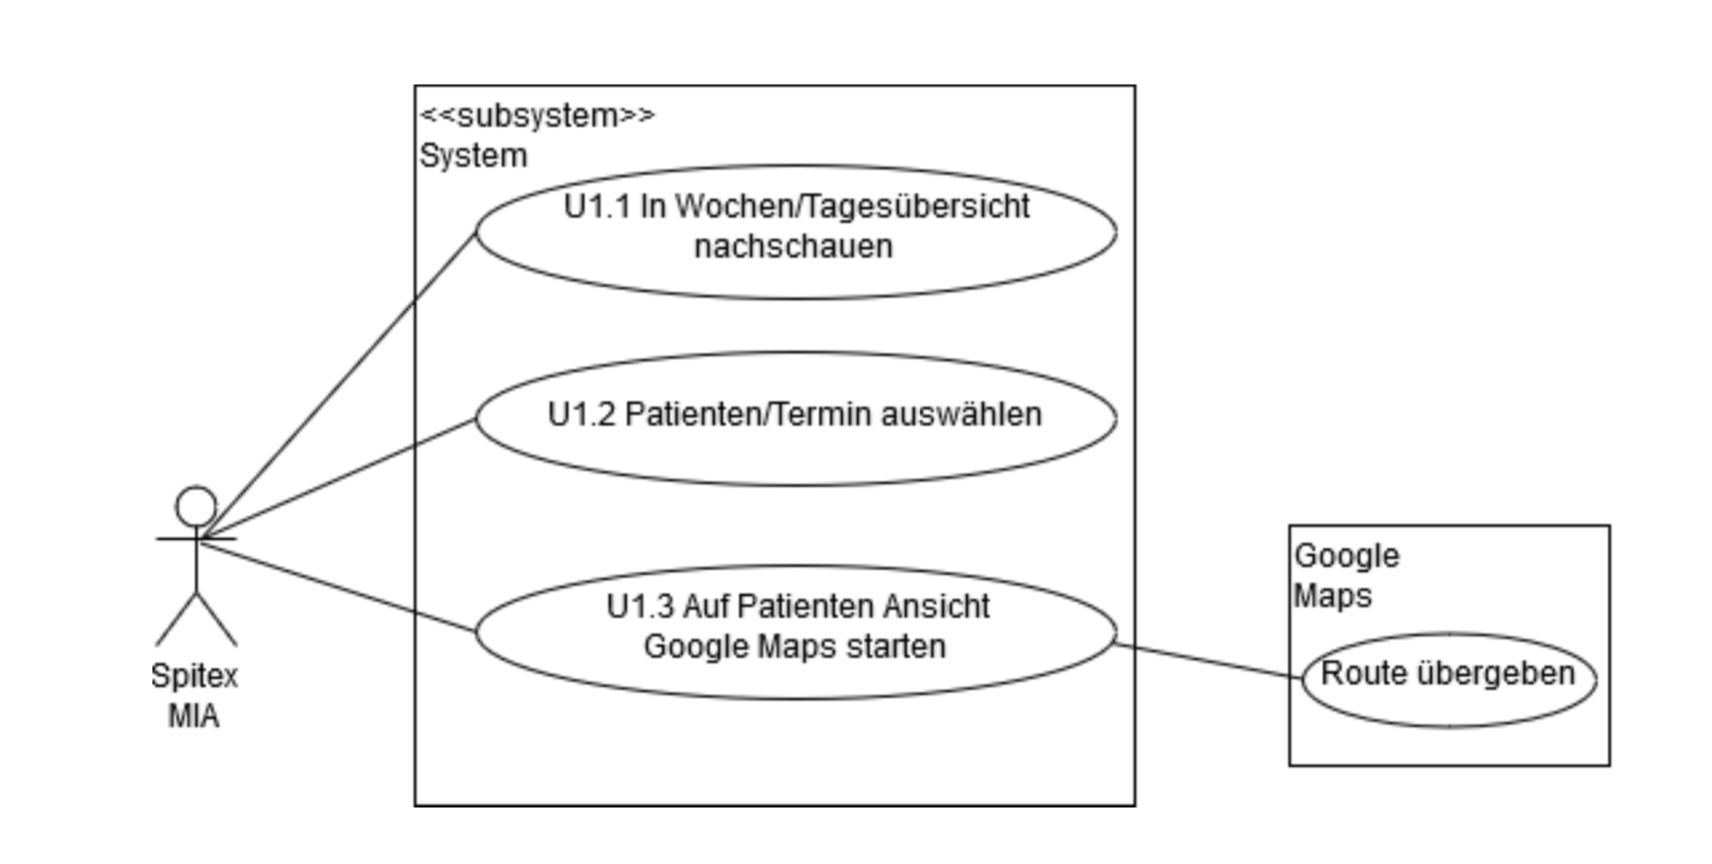 <<subsystem>>
System
U1.1 In Wochen/Tagesübersicht
nachschauen
U1.2 Patienten/Termin auswählen
U1.3 Auf Patienten Ansicht
Google Maps starten
Spitex
MIA
Google
Maps
Route übergeben